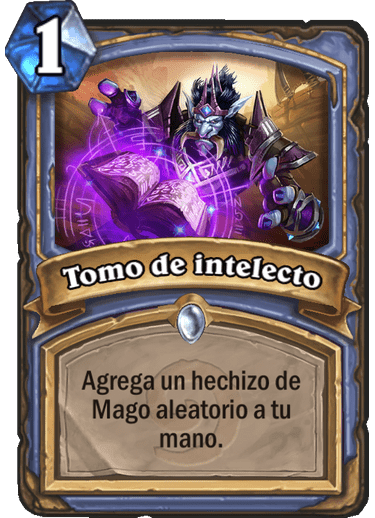 1
Tomo de intelecto
Agrega un hechizo de
Mago aleatorio a tu
mano.